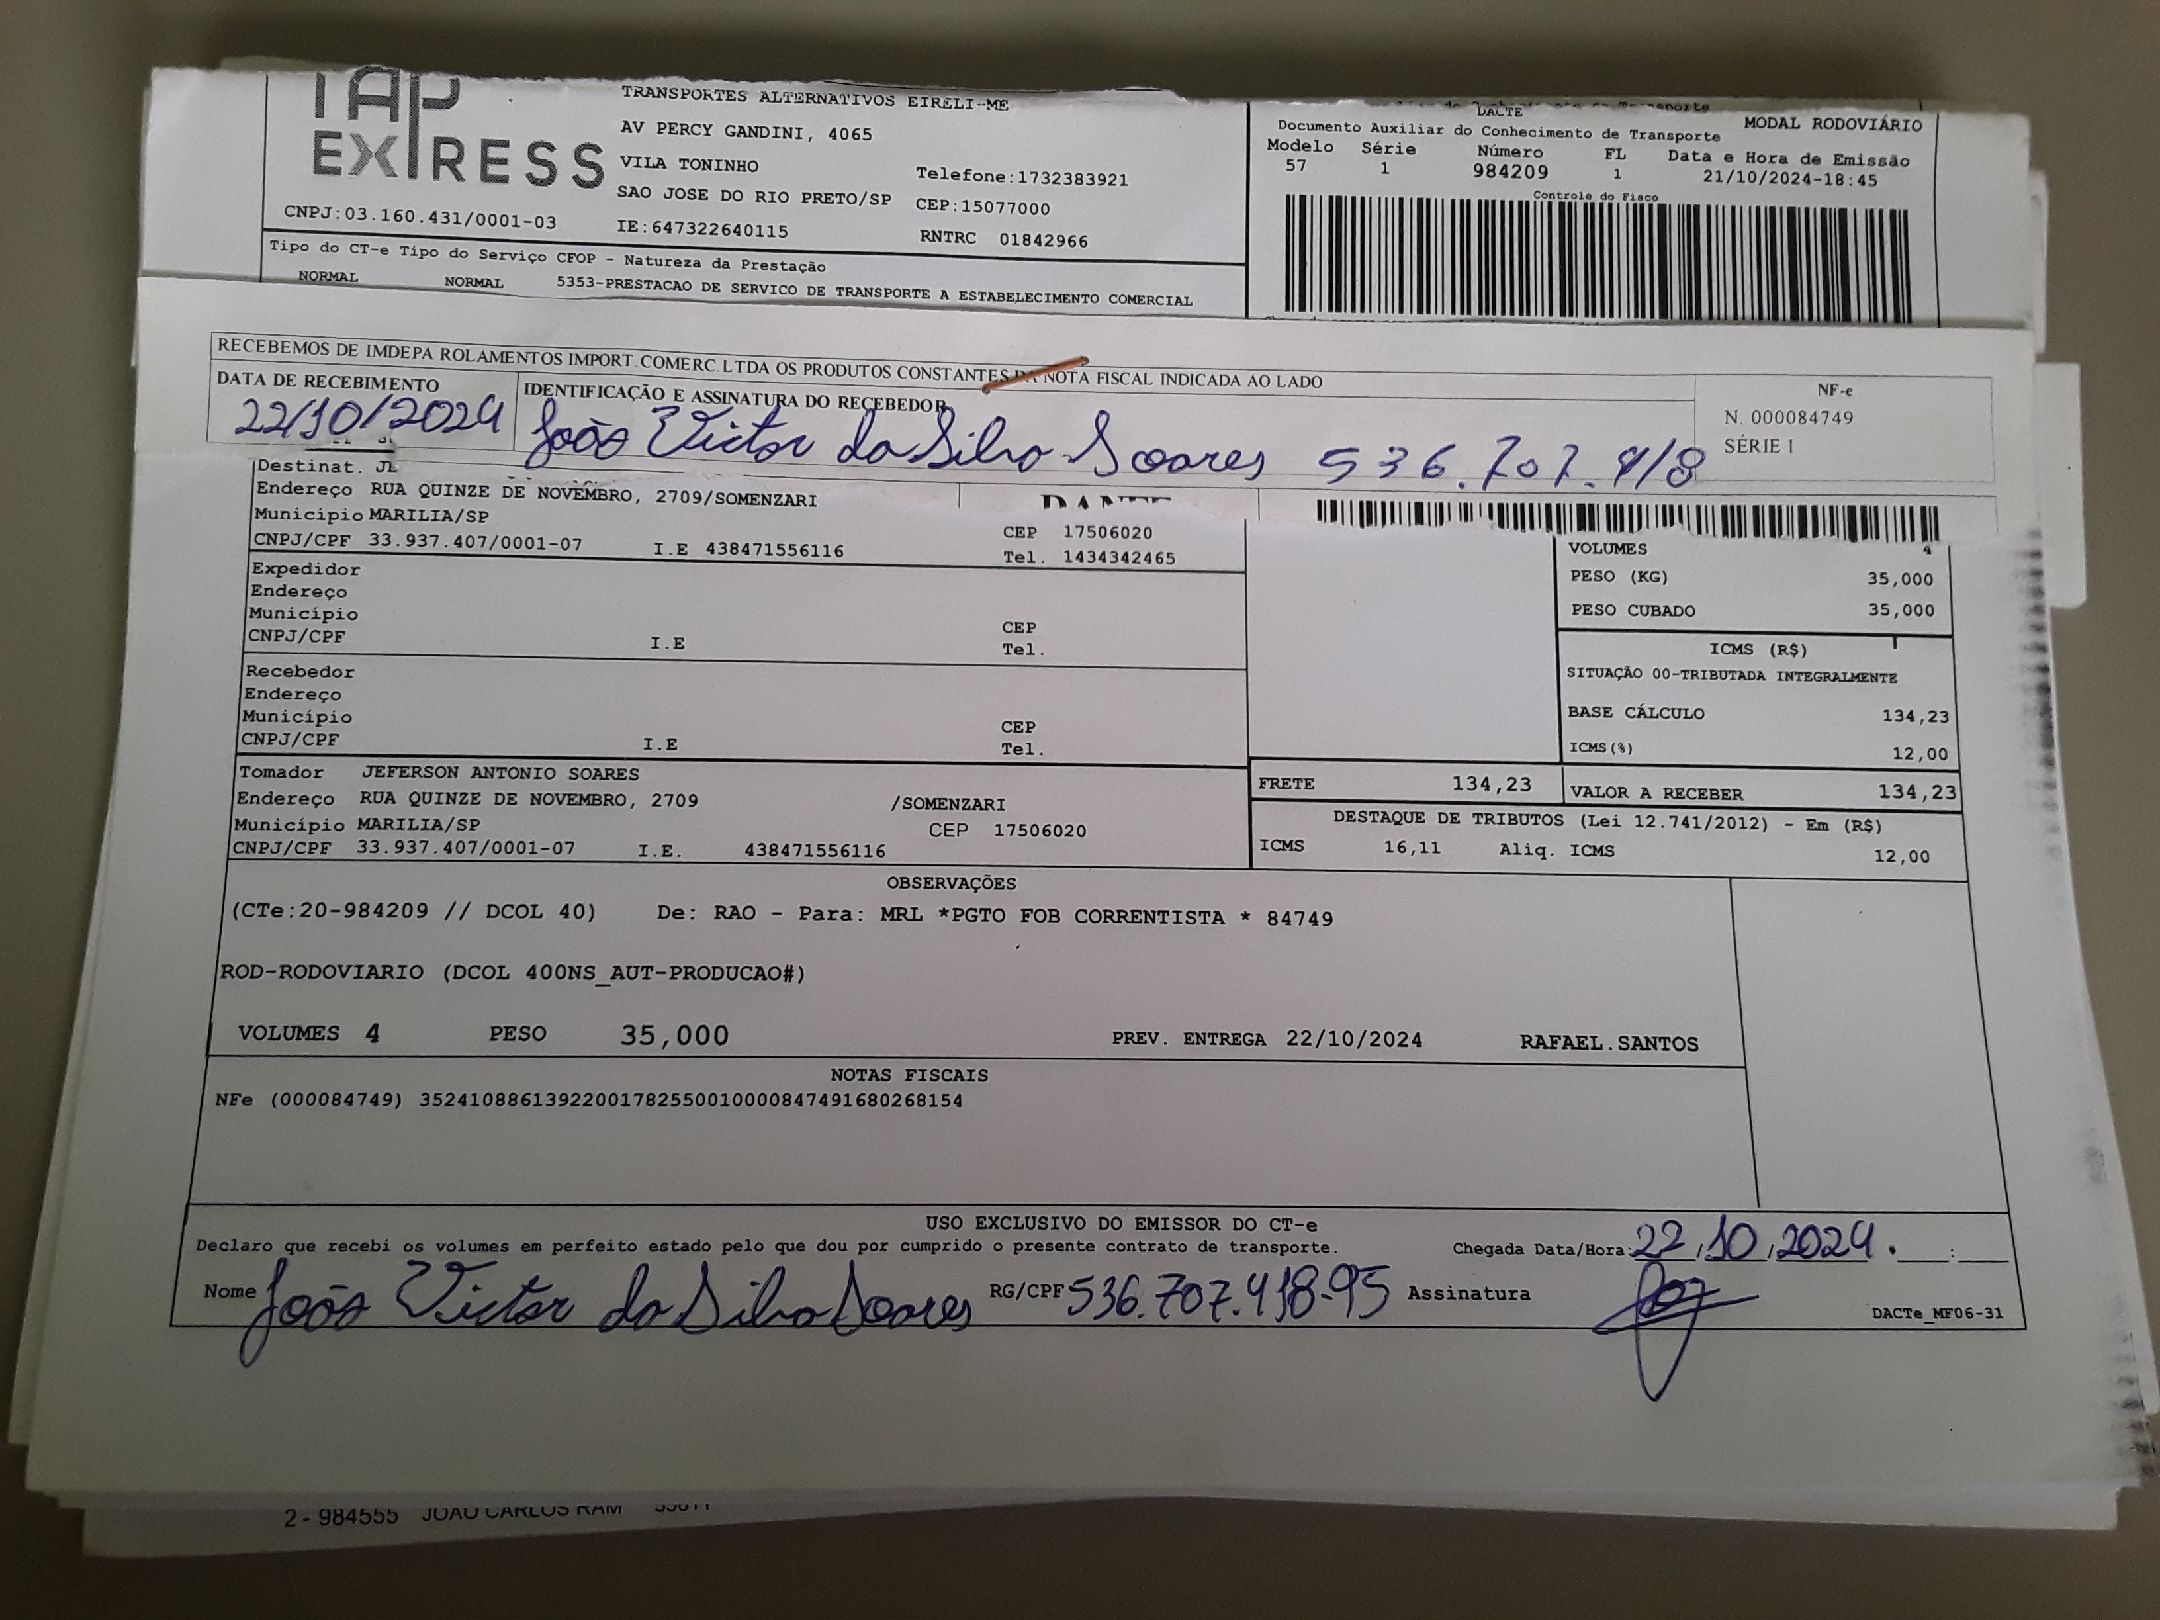 TAP
EXPRESS
TRANSPORTES ALTERNATIVOS EIRELI-ME
AV PERCY GANDINI, 4065
VILA TONINHO
Telefone:1732383921
SAO JOSE DO RIO PRETO/SP CEP:15077000
CNPJ:03.160.431/0001-03 IE:647322640115 RNTRC 01842966
Tipo do CT-e Tipo do Serviço CFOP - Natureza da Prestação
NORMAL NORMAL 5353-PRESTACAO DE SERVICO DE TRANSPORTE A ESTABELECIMENTO COMERCIAL
DACTE
Documento Auxiliar do Conhecimento de Transporte MODAL RODOVIÁRIO
Modelo Série Número FL Data e Hora de Emissão
57 1 984209 1 21/10/2024-18:45
Controle do Fisco
RECEBEMOS DE IMDEPA ROLAMENTOS IMPORT.COMERC.LTDA OS PRODUTOS CONSTANTES DA NOTA FISCAL INDICADA AO LADO
DATA DE RECEBIMENTO IDENTIFICAÇÃO E ASSINATURA DO RECEBEDOR
22/10/2024 João Victor da Silva Soares 536.707.418
NF-e
N. 000084749
SÉRIE 1
Destinat. JE
Endereço RUA QUINZE DE NOVEMBRO, 2709/SOMENZARI
Município MARILIA/SP CEP 17506020
CNPJ/CPF 33.937.407/0001-07 I.E 438471556116 Tel. 1434342465
Expedidor
Endereço
Município CEP
CNPJ/CPF I.E Tel.
Recebedor
Endereço
Município CEP
CNPJ/CPF I.E Tel.
Tomador JEFERSON ANTONIO SOARES
Endereço RUA QUINZE DE NOVEMBRO, 2709 /SOMENZARI
Município MARILIA/SP CEP 17506020
CNPJ/CPF 33.937.407/0001-07 I.E. 438471556116
VOLUMES 4
PESO (KG) 35,000
PESO CUBADO 35,000
ICMS (R$)
SITUAÇÃO 00-TRIBUTADA INTEGRALMENTE
BASE CÁLCULO 134,23
ICMS(%) 12,00
FRETE 134,23 VALOR A RECEBER 134,23
DESTAQUE DE TRIBUTOS (Lei 12.741/2012) - Em (R$)
ICMS 16,11 Aliq. ICMS 12,00
OBSERVAÇÕES
(CTe:20-984209 // DCOL 40) De: RAO - Para: MRL *PGTO FOB CORRENTISTA * 84749
ROD-RODOVIARIO (DCOL 400NS_AUT-PRODUCAO#)
VOLUMES 4 PESO 35,000 PREV. ENTREGA 22/10/2024 RAFAEL.SANTOS
NOTAS FISCAIS
NFe (000084749) 35241088613922001782550010000847491680268154
USO EXCLUSIVO DO EMISSOR DO CT-e
Declaro que recebi os volumes em perfeito estado pelo que dou por cumprido o presente contrato de transporte. Chegada Data/Hora: 22/10/2024
Nome João Victor da Silva Soares RG/CPF 536.707.418-95 Assinatura
DACTe_MF06-31
2 - 984555 JOAO CARLOS RAM